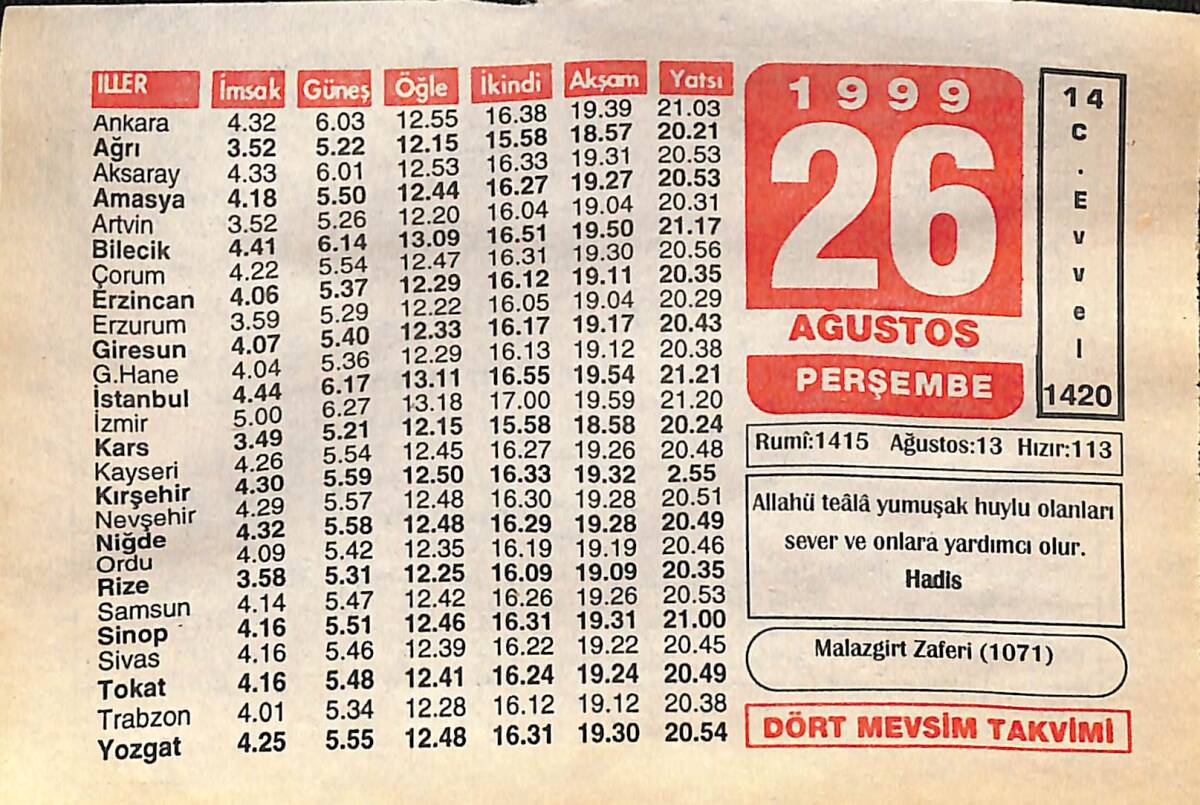 İLLER İmsak Güneş Öğle İkindi Akşam Yatsı
Ankara 4.32 6.03 12.55 16.38 19.39 21.03
Ağrı 3.52 5.22 12.15 15.58 18.57 20.21
Aksaray 4.33 6.01 12.53 16.33 19.31 20.53
Amasya 4.18 5.50 12.44 16.27 19.27 20.53
Artvin 3.52 5.26 12.20 16.04 19.04 20.31
Bilecik 4.41 6.14 13.09 16.51 19.50 21.17
Çorum 4.22 5.54 12.47 16.31 19.30 20.56
Erzincan 4.06 5.37 12.29 16.12 19.11 20.35
Erzurum 3.59 5.29 12.22 16.05 19.04 20.29
Giresun 4.07 5.40 12.33 16.17 19.17 20.43
G.Hane 4.04 5.36 12.29 16.13 19.12 20.38
İstanbul 4.44 6.17 13.11 16.55 19.54 21.21
İzmir 5.00 6.27 13.18 17.00 19.59 21.20
Kars 3.49 5.21 12.15 15.58 18.58 20.24
Kayseri 4.26 5.54 12.45 16.27 19.26 20.48
Kırşehir 4.30 5.59 12.50 16.33 19.32 2.55
Nevşehir 4.29 5.57 12.48 16.30 19.28 20.51
Niğde 4.32 5.58 12.48 16.29 19.28 20.49
Ordu 4.09 5.42 12.35 16.19 19.19 20.46
Rize 3.58 5.31 12.25 16.09 19.09 20.35
Samsun 4.14 5.47 12.42 16.26 19.26 20.53
Sinop 4.16 5.51 12.46 16.31 19.31 21.00
Sivas 4.16 5.46 12.39 16.22 19.22 20.45
Tokat 4.16 5.48 12.41 16.24 19.24 20.49
Trabzon 4.01 5.34 12.28 16.12 19.12 20.38
Yozgat 4.25 5.55 12.48 16.31 19.30 20.54
1999
26
AĞUSTOS
PERŞEMBE
14
C
.
E
v
v
e
l
1420
Rumî:1415 Ağustos:13 Hızır:113
Allahü teâlâ yumuşak huylu olanları
sever ve onlara yardımcı olur.
Hadis
Malazgirt Zaferi (1071)
DÖRT MEVSİM TAKVİMİ